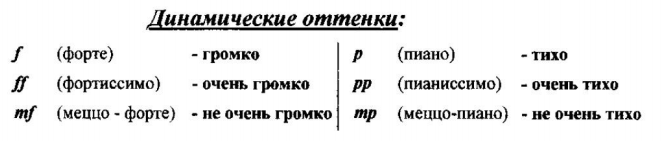 Динамические оттенки:
f (форте) - громко
ff (фортиссимо) - очень громко
mf (меццо - форте) - не очень громко
p (пиано) - тихо
pp (пианиссимо) - очень тихо
mp (меццо-пиано) - не очень тихо